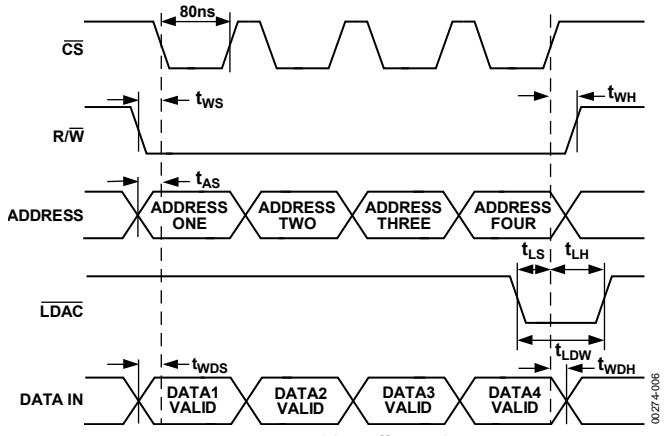 80ns
CS
tWS
tWH
R/W
tAS
ADDRESS
ADDRESS ONE
ADDRESS TWO
ADDRESS THREE
ADDRESS FOUR
tLS
tLH
LDAC
tLDW
tWDS
tWDH
DATA IN
DATA1 VALID
DATA2 VALID
DATA3 VALID
DATA4 VALID
00274-006